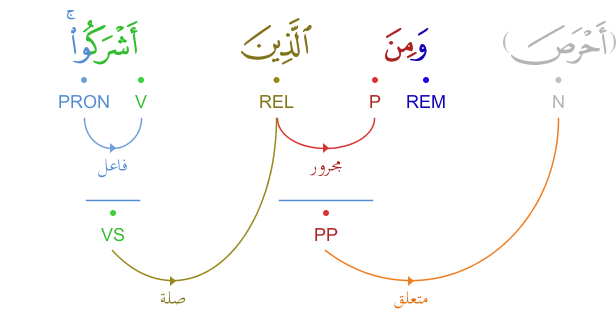 (أَحْرَصَ) وَمِنَ ٱلَّذِينَ أَشْرَكُوا۟ ۚ
N REM P REL V PRON
فاعل مجرور
VS PP
صلة متعلق